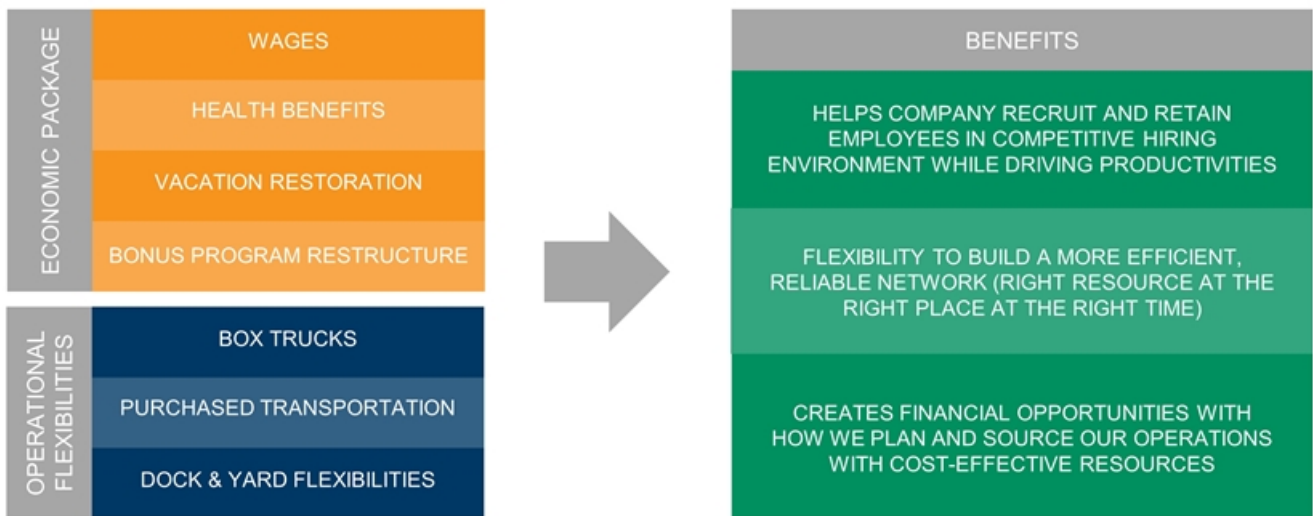 ECONOMIC PACKAGE
WAGES
HEALTH BENEFITS
VACATION RESTORATION
BONUS PROGRAM RESTRUCTURE
OPERATIONAL
FLEXIBILITIES
BOX TRUCKS
PURCHASED TRANSPORTATION
DOCK & YARD FLEXIBILITIES
BENEFITS
HELPS COMPANY RECRUIT AND RETAIN
EMPLOYEES IN COMPETITIVE HIRING
ENVIRONMENT WHILE DRIVING PRODUCTIVITIES
FLEXIBILITY TO BUILD A MORE EFFICIENT,
RELIABLE NETWORK (RIGHT RESOURCE AT THE
RIGHT PLACE AT THE RIGHT TIME)
CREATES FINANCIAL OPPORTUNITIES WITH
HOW WE PLAN AND SOURCE OUR OPERATIONS
WITH COST-EFFECTIVE RESOURCES